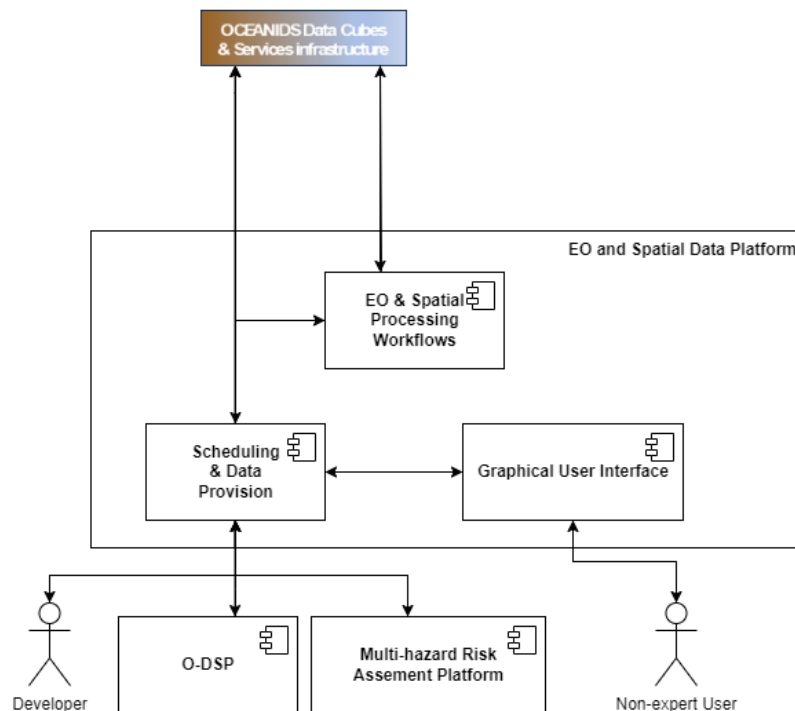 OCEANIDS Data Cubes
& Services infrastructure
EO and Spatial Data Platform
EO & Spatial
Processing
Workflows
Scheduling
& Data
Provision
Graphical User Interface
O-DSP
Multi-hazard Risk
Assement Platform
Developer
Non-expert User